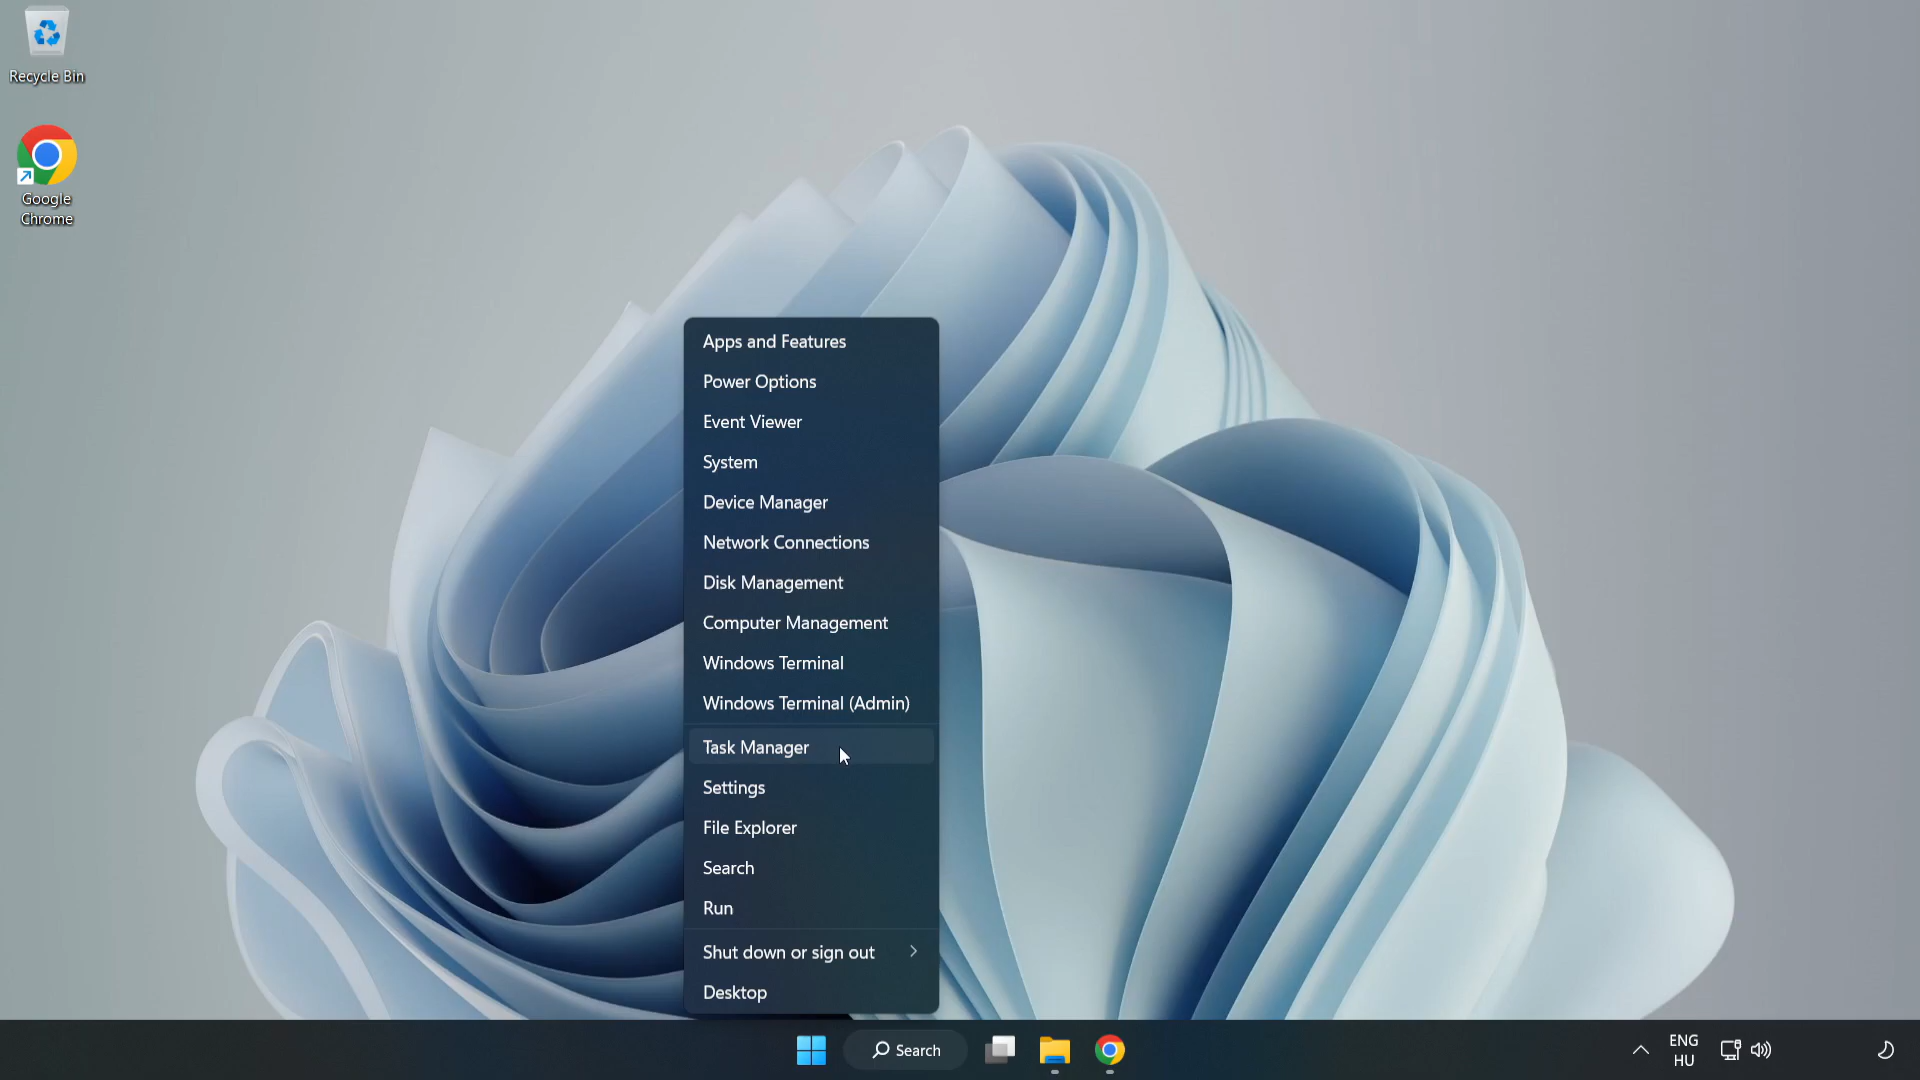 Recycle Bin
Google
Chrome
Apps and Features
Power Options
Event Viewer
System
Device Manager
Network Connections
Disk Management
Computer Management
Windows Terminal
Windows Terminal (Admin)
Task Manager
Settings
File Explorer
Search
Run
Shut down or sign out
Desktop
Search
ENG
HU